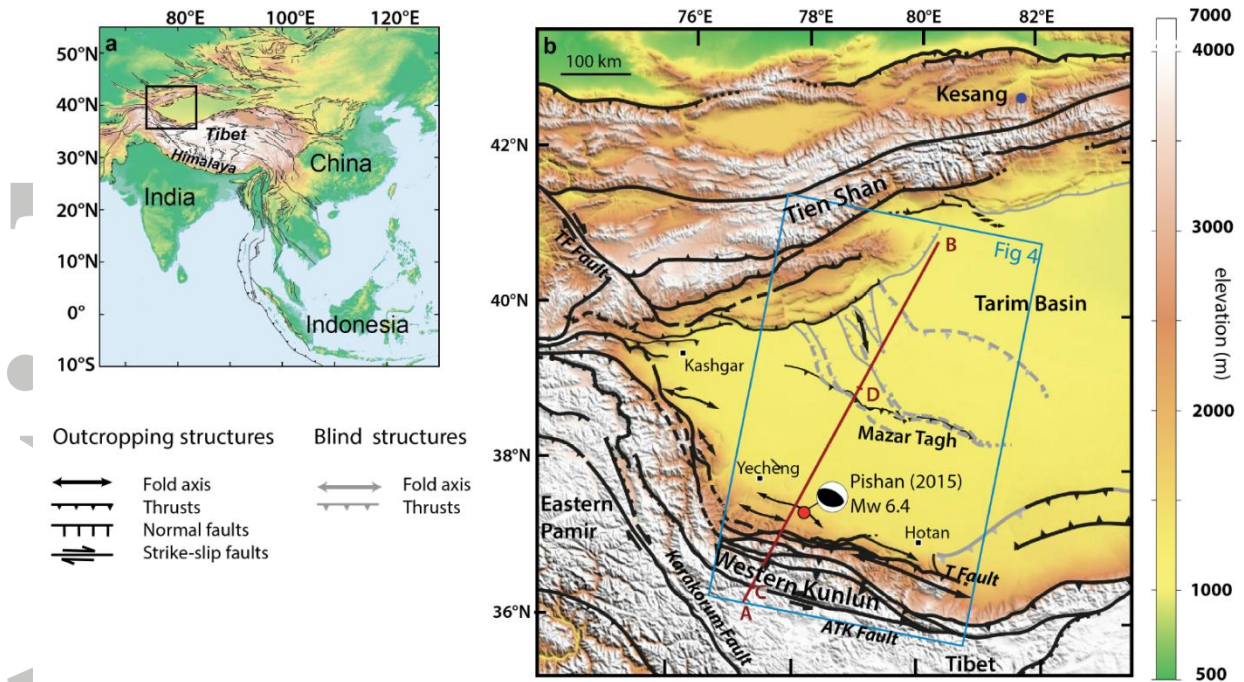 80°E 100°E 120°E
50°N
40°N
30°N
20°N
10°N
0°
10°S
a
Tibet
Himalaya
China
India
Indonesia
Outcropping structures
Fold axis
Thrusts
Normal faults
Strike-slip faults
Blind structures
Fold axis
Thrusts
76°E 78°E 80°E 82°E
42°N
40°N
38°N
36°N
b
100 km
Kesang
Tien Shan
TF Fault
B
Fig 4
Tarim Basin
Kashgar
D
Mazar Tagh
Yecheng
Pishan (2015)
Mw 6.4
Eastern
Pamir
Hotan
T Fault
Western Kunlun
Karaikorum Fault
C
A
ATK Fault
Tibet
7000
4000
3000
2000
1000
500
elevation (m)